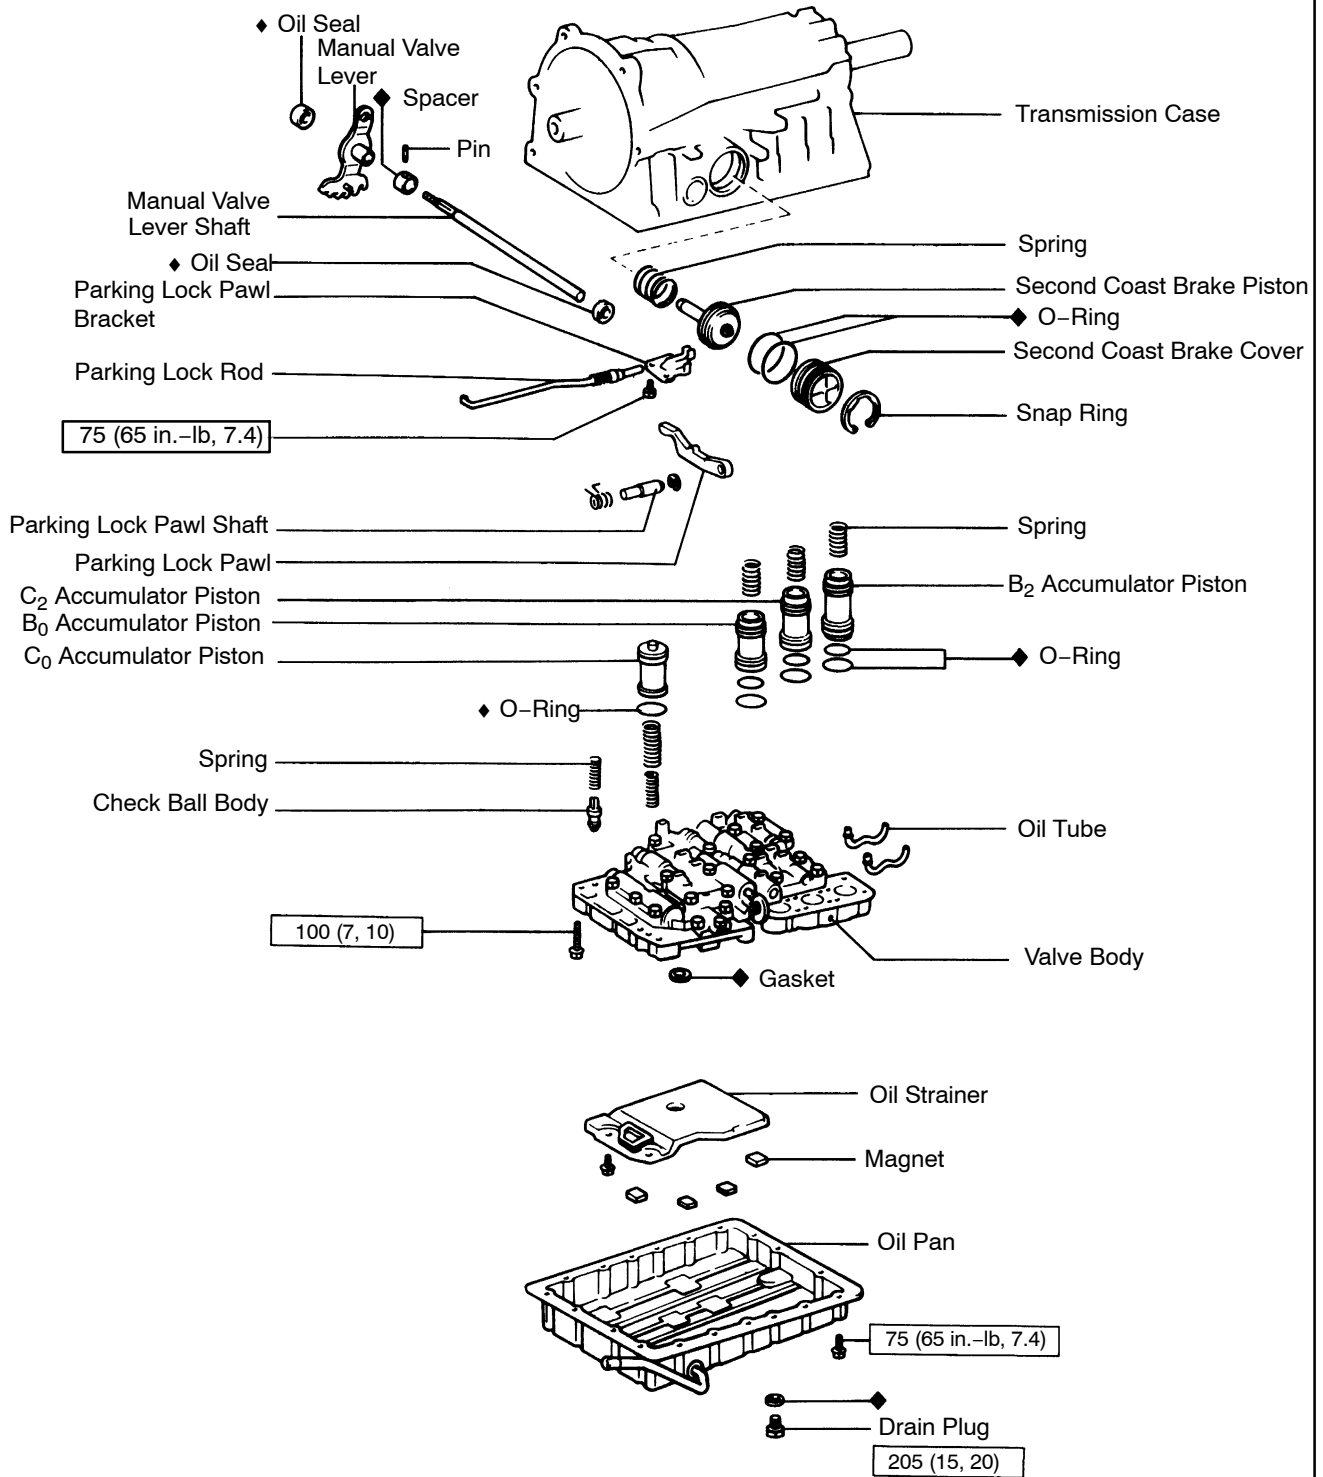 ♦ Oil Seal
Manual Valve
Lever
◆ Spacer
Pin
Transmission Case
Manual Valve
Lever Shaft
♦ Oil Seal
Parking Lock Pawl
Bracket
Parking Lock Rod
75 (65 in.–lb, 7.4)
Spring
Second Coast Brake Piston
◆ O–Ring
Second Coast Brake Cover
Snap Ring
Parking Lock Pawl Shaft
Parking Lock Pawl
C2 Accumulator Piston
B0 Accumulator Piston
C0 Accumulator Piston
Spring
B2 Accumulator Piston
◆ O–Ring
♦ O–Ring
Spring
Check Ball Body
Oil Tube
100 (7, 10)
Valve Body
◆ Gasket
Oil Strainer
Magnet
Oil Pan
75 (65 in.–lb, 7.4)
◆
Drain Plug
205 (15, 20)